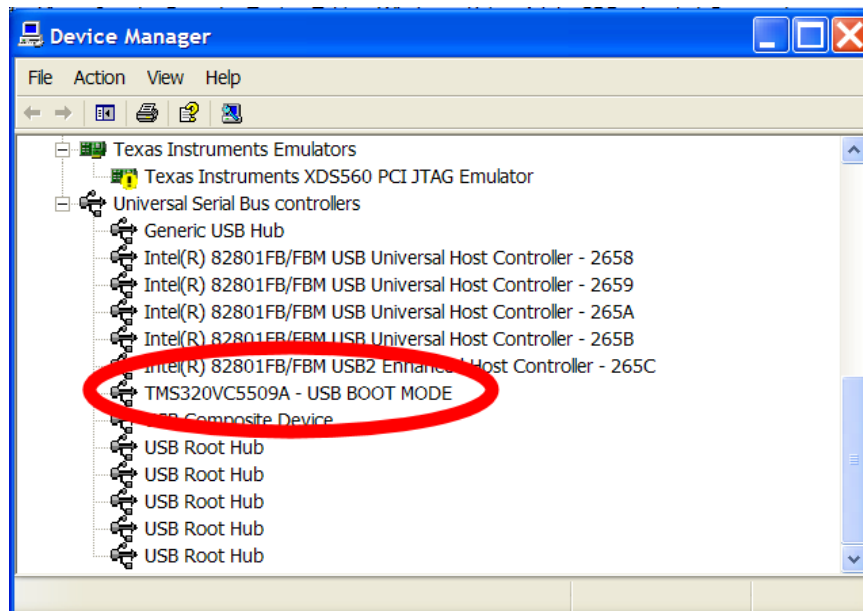 Device Manager
File Action View Help
Texas Instruments Emulators
Texas Instruments XDS560 PCI JTAG Emulator
Universal Serial Bus controllers
Generic USB Hub
Intel(R) 82801FB/FBM USB Universal Host Controller - 2658
Intel(R) 82801FB/FBM USB Universal Host Controller - 2659
Intel(R) 82801FB/FBM USB Universal Host Controller - 265A
Intel(R) 82801FB/FBM USB Universal Host Controller - 265B
Intel(R) 82801FB/FBM USB2 Enhanced Host Controller - 265C
TMS320VC5509A - USB BOOT MODE
USB Composite Device
USB Root Hub
USB Root Hub
USB Root Hub
USB Root Hub
USB Root Hub